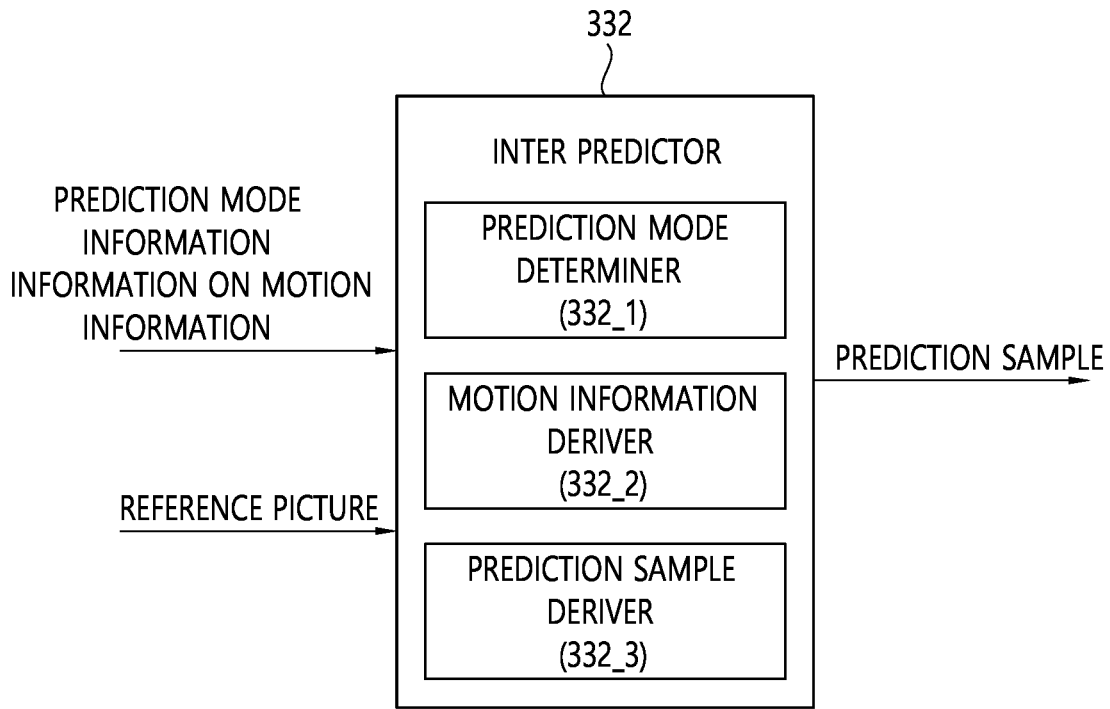 332
INTER PREDICTOR
PREDICTION MODE
INFORMATION
INFORMATION ON MOTION
INFORMATION
REFERENCE PICTURE
PREDICTION MODE
DETERMINER
(332_1)
MOTION INFORMATION
DERIVER
(332_2)
PREDICTION SAMPLE
DERIVER
(332_3)
PREDICTION SAMPLE